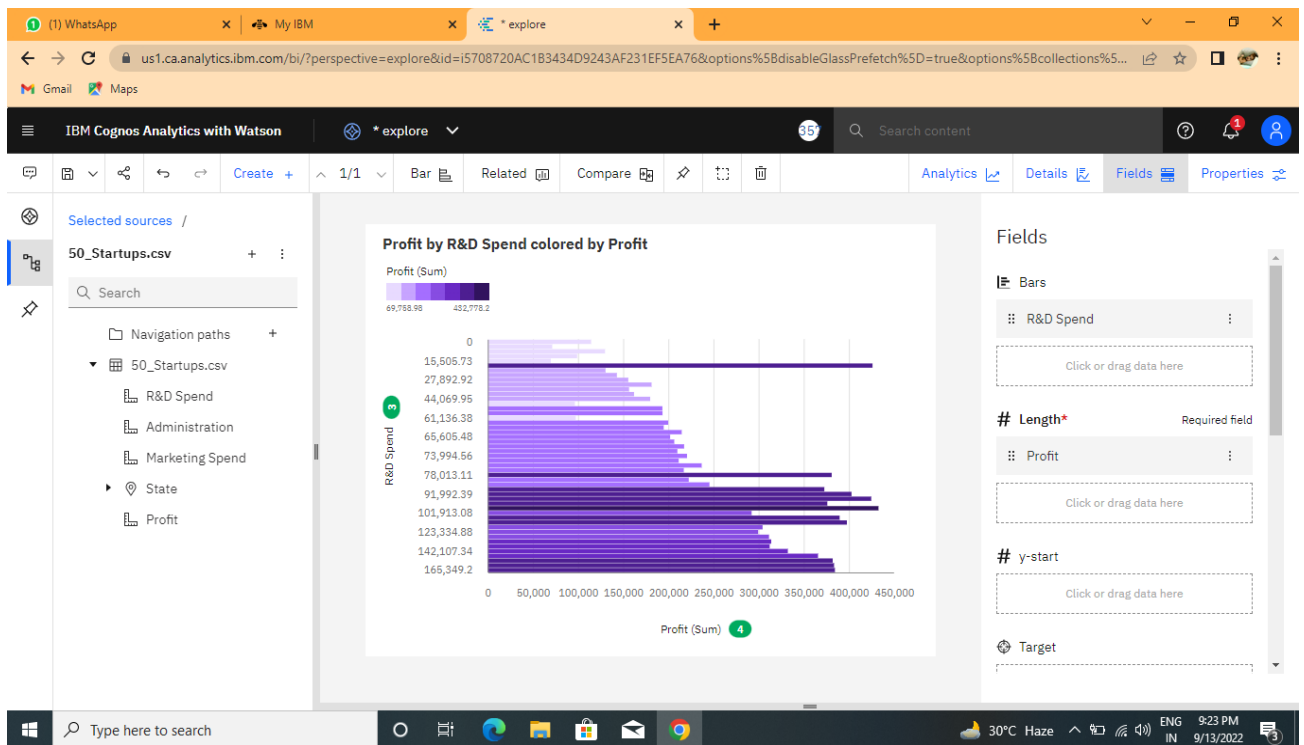 (1) WhatsApp
My IBM
* explore
us1.ca.analytics.ibm.com/bi/?perspective=explore&id=i5708720AC1B3434D9243AF231EF5EA76&options%5BdisableGlassPrefetch%5D=true&options%5Bcollections%5...
Gmail Maps
IBM Cognos Analytics with Watson
* explore
Search content
1
1/1
Create +
Bar
Related
Compare
Analytics
Details
Fields
Properties
Selected sources /
50_Startups.csv
Search
Navigation paths
50_Startups.csv
R&D Spend
Administration
Marketing Spend
State
Profit
Profit by R&D Spend colored by Profit
Profit (Sum)
69,758.98 432,778.2
R&D Spend
3
0
15,505.73
27,892.92
44,069.95
61,136.38
65,605.48
73,994.56
78,013.11
91,992.39
101,913.08
123,334.88
142,107.34
165,349.2
0 50,000 100,000 150,000 200,000 250,000 300,000 350,000 400,000 450,000
Profit (Sum) 4
Fields
Bars
R&D Spend
Click or drag data here
# Length* Required field
Profit
Click or drag data here
# y-start
Click or drag data here
Target
Type here to search
30°C Haze
ENG
IN
9:23 PM
9/13/2022
3